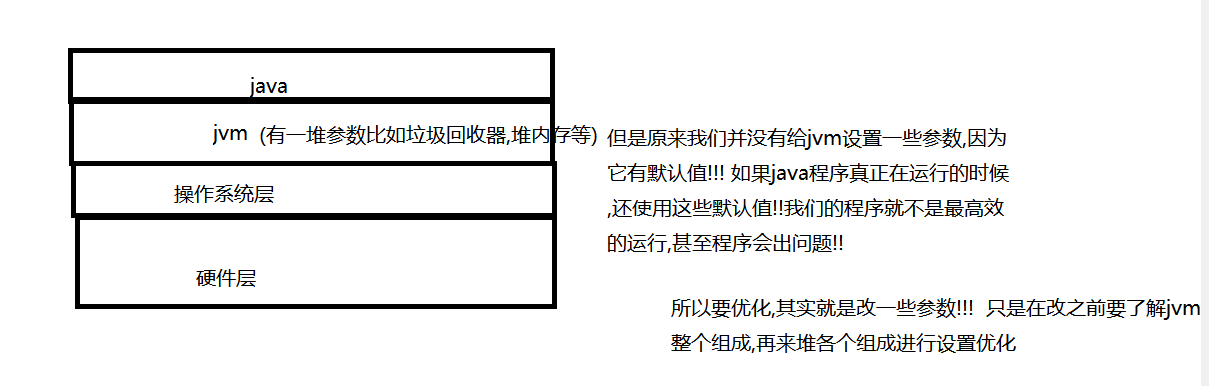 java
jvm (有一堆参数比如垃圾回收器,堆内存等)
操作系统层
硬件层
但是原来我们并没有给jvm设置一些参数,因为
它有默认值!!! 如果java程序真正在运行的时候
,还使用这些默认值!!我们的程序就不是最高效
的运行,甚至程序会出问题!!
所以要优化,其实就是改一些参数!!! 只是在改之前要了解jvm
整个组成,再来堆各个组成进行设置优化